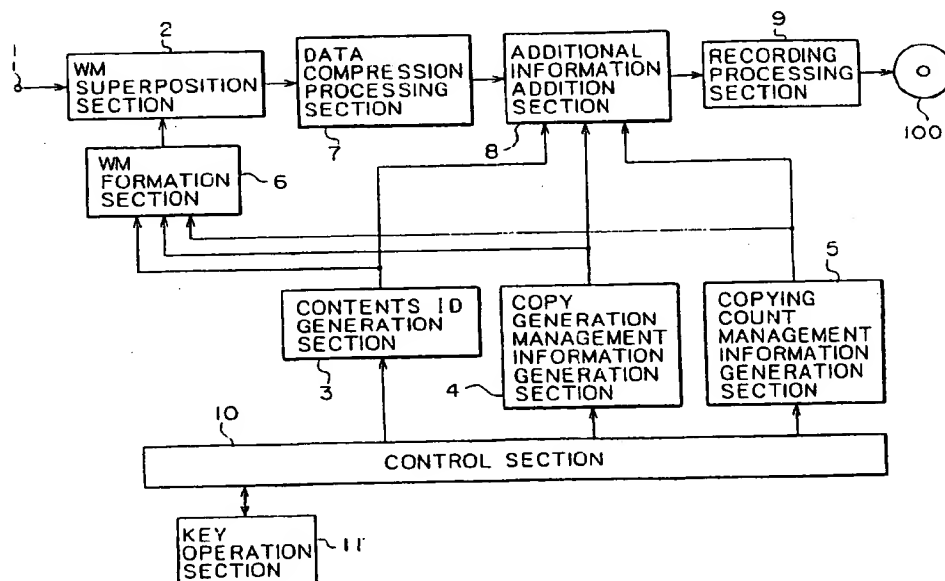 1
2
WM
SUPERPOSITION
SECTION
DATA
COMPRESSION
PROCESSING
SECTION
7
ADDITIONAL
INFORMATION
ADDITION
SECTION
8
9
RECORDING
PROCESSING
SECTION
100
WM
FORMATION
SECTION
6
CONTENTS ID
GENERATION
SECTION
3
COPY
GENERATION
MANAGEMENT
INFORMATION
GENERATION
SECTION
4
5
COPYING
COUNT
MANAGEMENT
INFORMATION
GENERATION
SECTION
10
CONTROL SECTION
KEY
OPERATION
SECTION
11